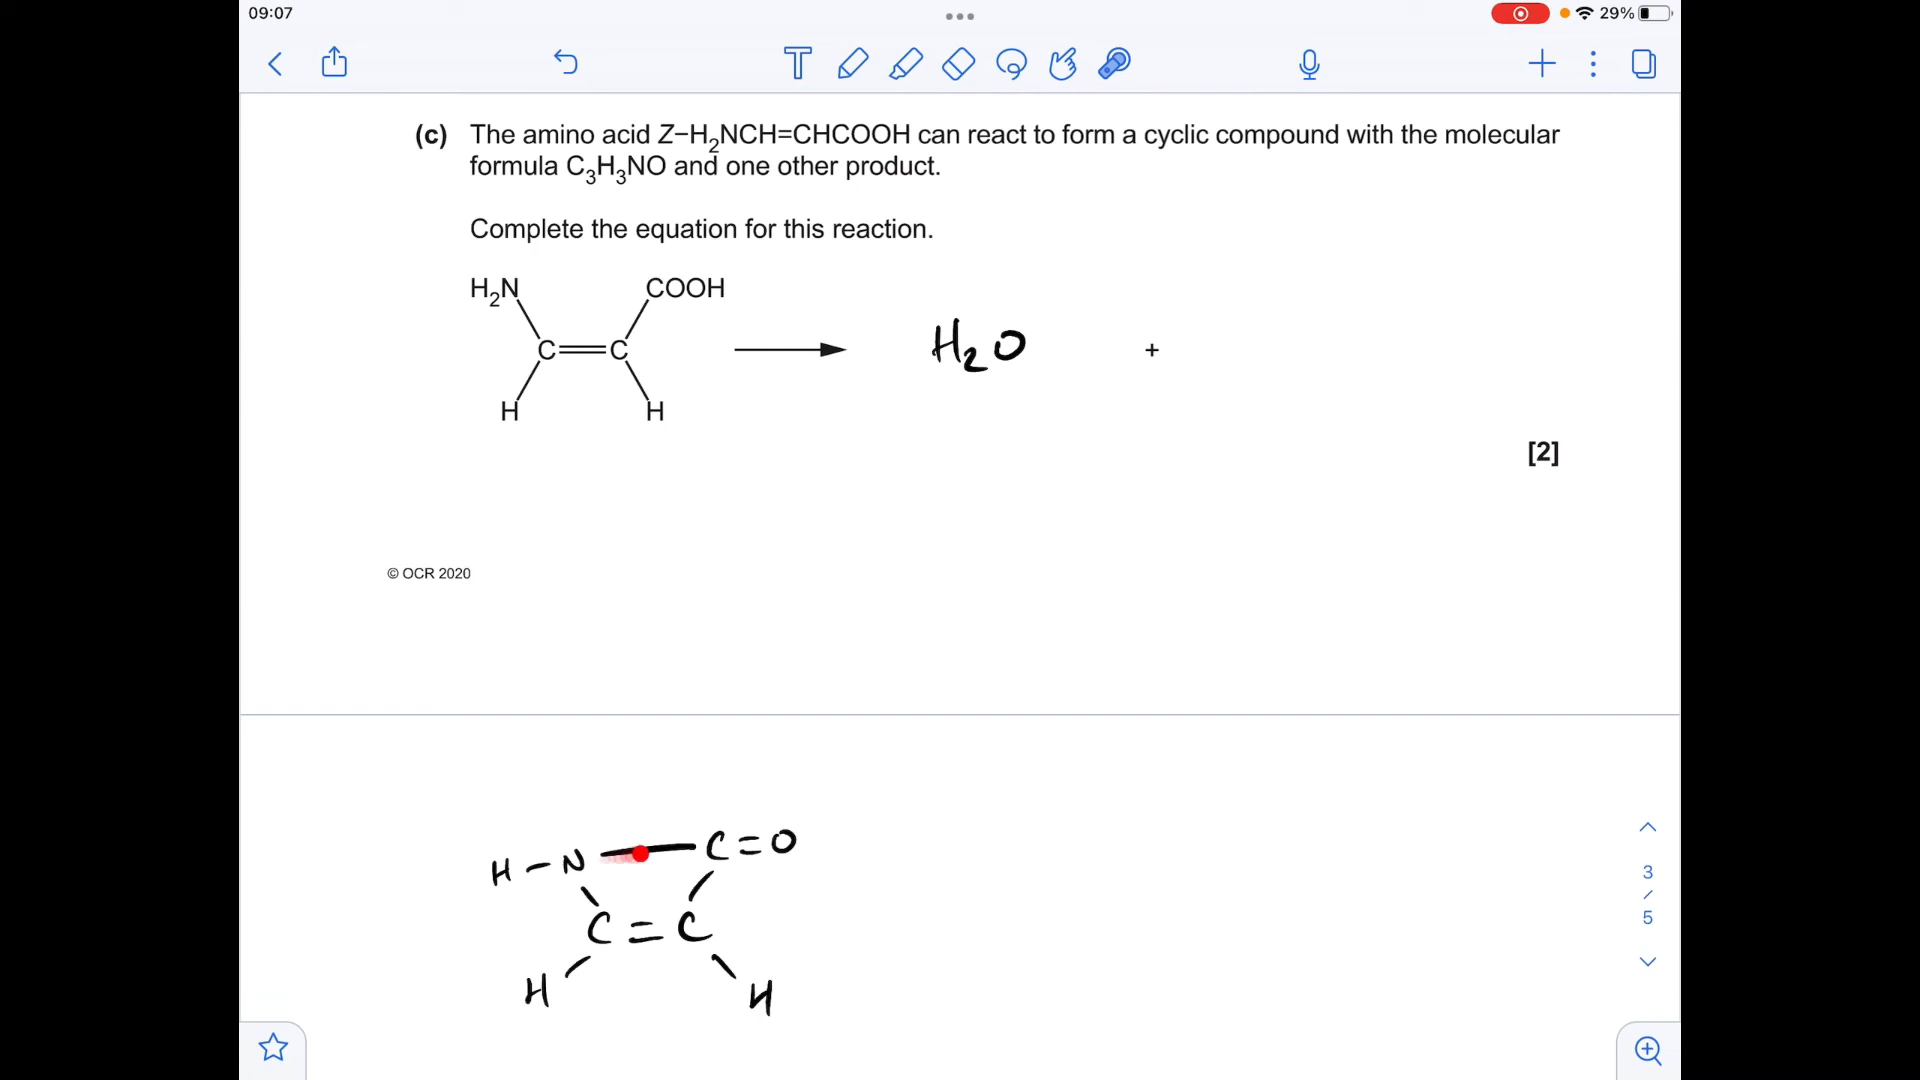 09:07
29%
(c) The amino acid Z–H₂NCH=CHCOOH can react to form a cyclic compound with the molecular
formula C₃H₃NO and one other product.
Complete the equation for this reaction.
H₂N COOH
C C
H H
H₂O +
[2]
© OCR 2020
H – N C = O
C = C
H H
3
/
5